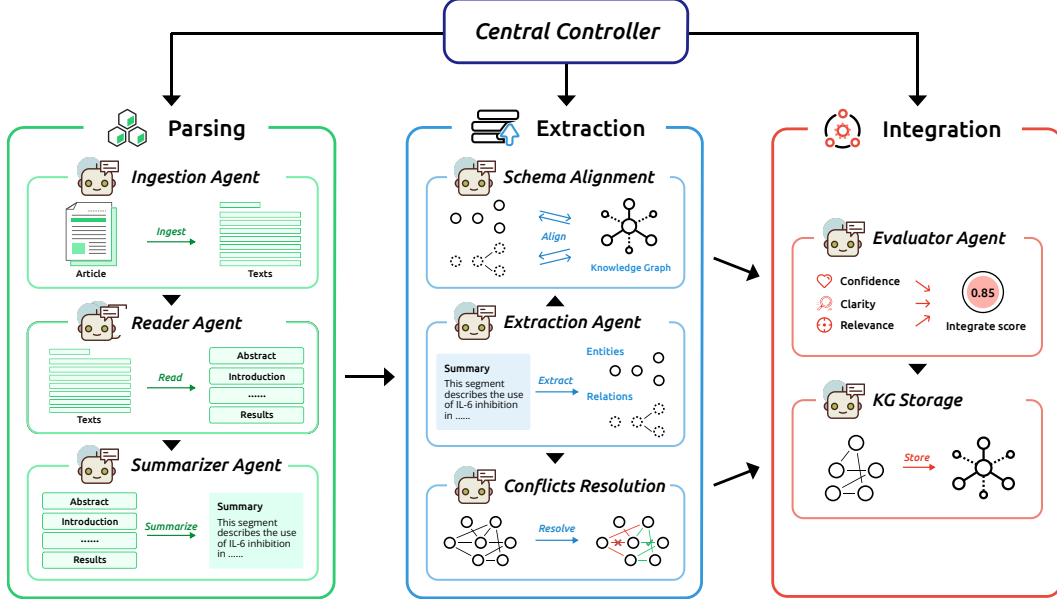 Central Controller
Parsing
Ingestion Agent
Ingest
Article
Texts
Reader Agent
Read
Texts
Abstract
Introduction
......
Results
Summarizer Agent
Abstract
Introduction
......
Results
Summarize
Summary
This segment
describes the use
of IL-6 inhibition
in ......
Extraction
Schema Alignment
Align
Knowledge Graph
Extraction Agent
Summary
This segment
describes the use
of IL-6 inhibition
in ......
Extract
Entities
Relations
Conflicts Resolution
Resolve
Integration
Evaluator Agent
Confidence
Clarity
Relevance
0.85
Integrate score
KG Storage
Store